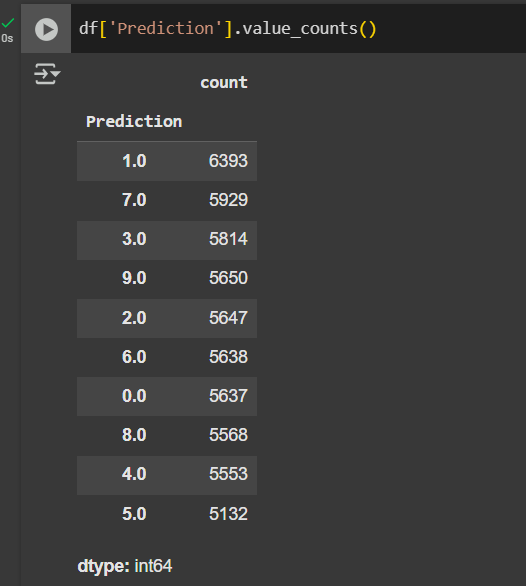 0s
df['Prediction'].value_counts()
count
Prediction
1.0 6393
7.0 5929
3.0 5814
9.0 5650
2.0 5647
6.0 5638
0.0 5637
8.0 5568
4.0 5553
5.0 5132
dtype: int64